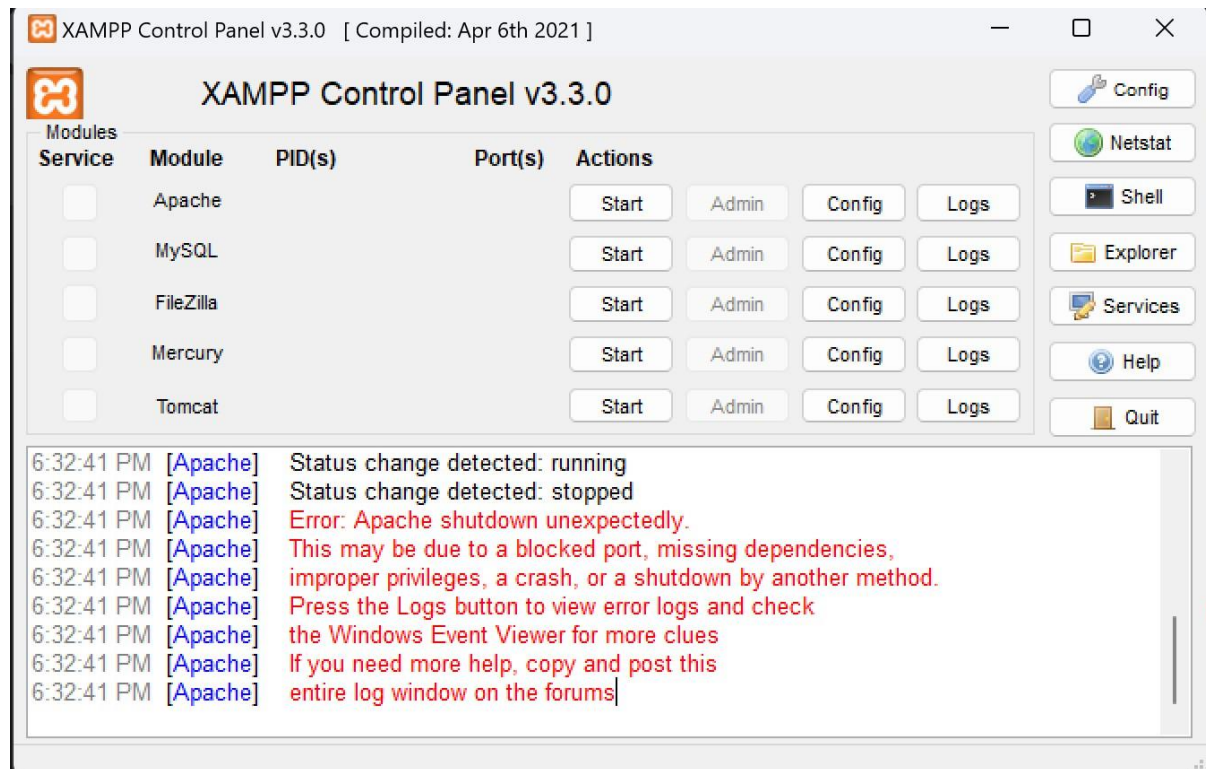 XAMPP Control Panel v3.3.0 [ Compiled: Apr 6th 2021 ]
XAMPP Control Panel v3.3.0
Config
Modules
Service Module PID(s) Port(s) Actions
Netstat
Apache Start Admin Config Logs
Shell
MySQL Start Admin Config Logs
Explorer
FileZilla Start Admin Config Logs
Services
Mercury Start Admin Config Logs
Help
Tomcat Start Admin Config Logs
Quit
6:32:41 PM [Apache] Status change detected: running
6:32:41 PM [Apache] Status change detected: stopped
6:32:41 PM [Apache] Error: Apache shutdown unexpectedly.
6:32:41 PM [Apache] This may be due to a blocked port, missing dependencies,
6:32:41 PM [Apache] improper privileges, a crash, or a shutdown by another method.
6:32:41 PM [Apache] Press the Logs button to view error logs and check
6:32:41 PM [Apache] the Windows Event Viewer for more clues
6:32:41 PM [Apache] If you need more help, copy and post this
6:32:41 PM [Apache] entire log window on the forums